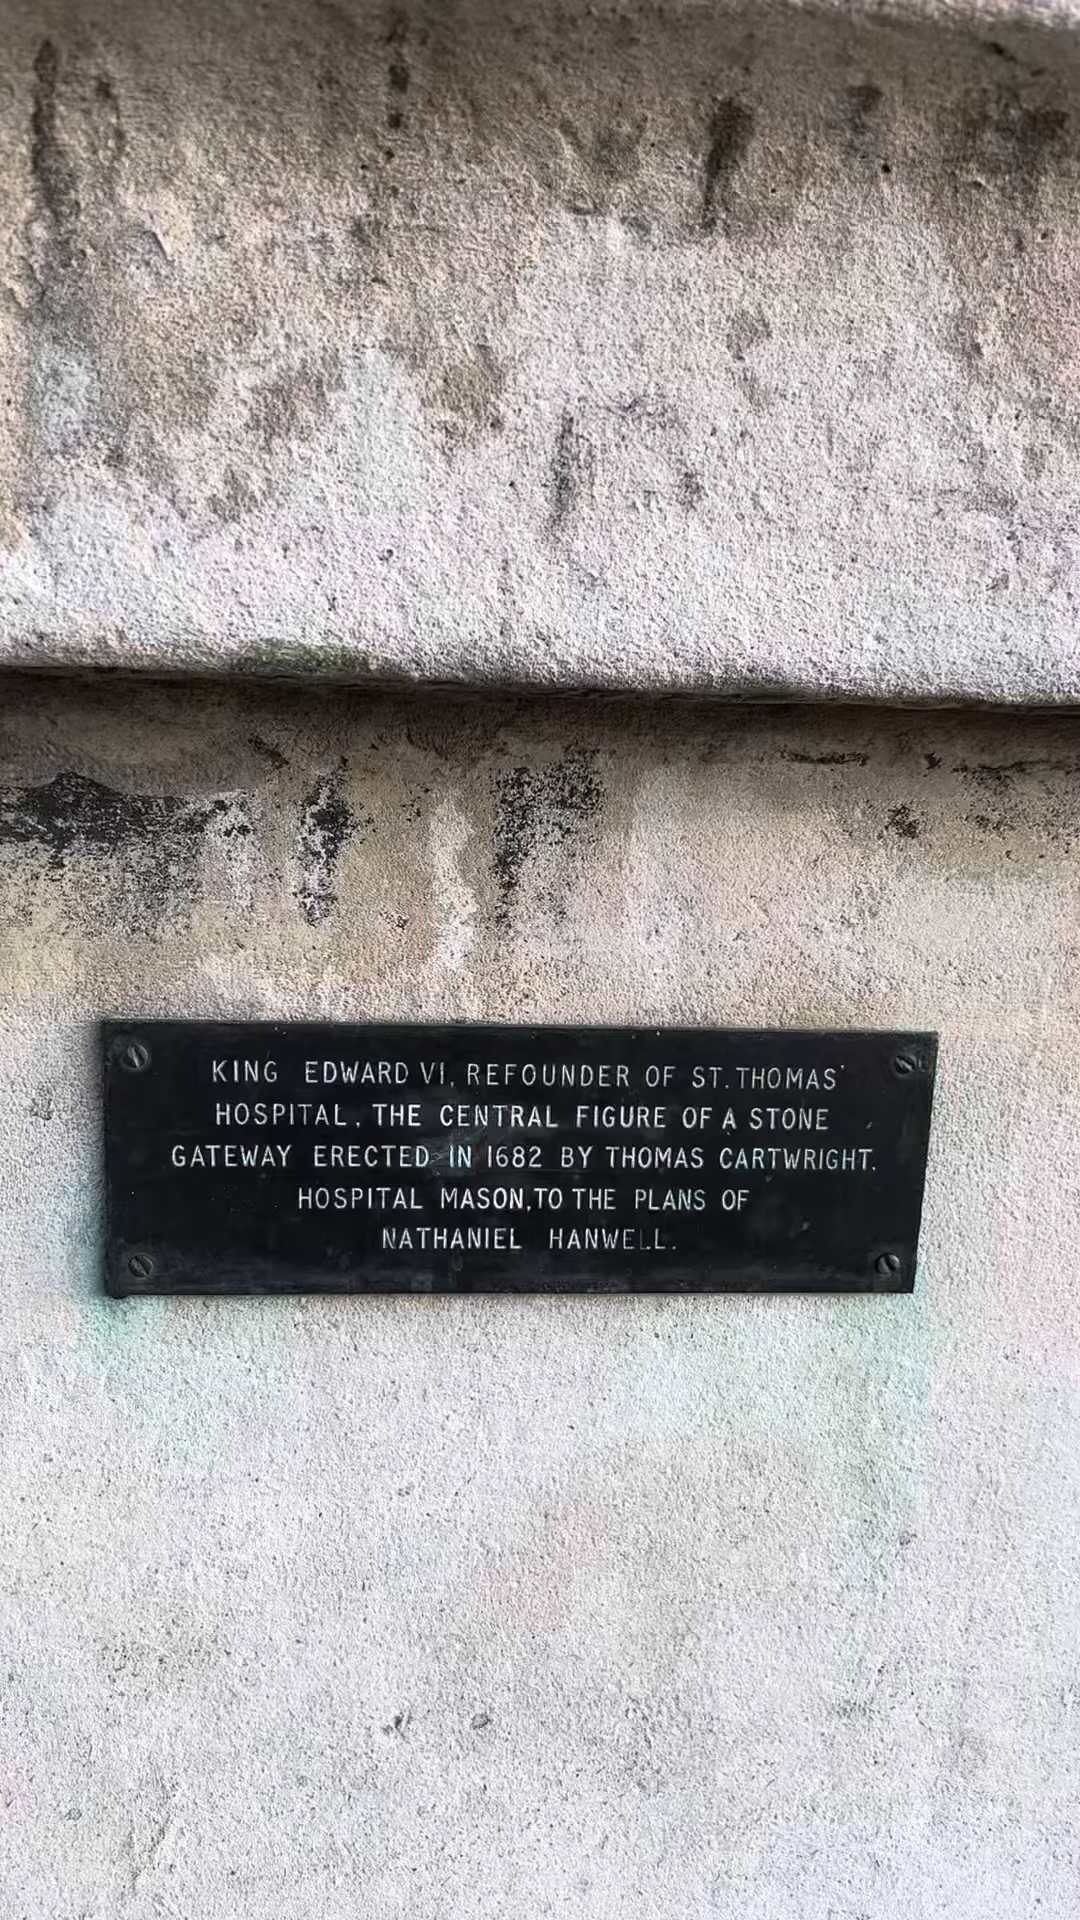 KING EDWARD VI, REFOUNDER OF ST. THOMAS'
HOSPITAL, THE CENTRAL FIGURE OF A STONE
GATEWAY ERECTED IN 1682 BY THOMAS CARTWRIGHT.
HOSPITAL MASON, TO THE PLANS OF
NATHANIEL HANWELL.